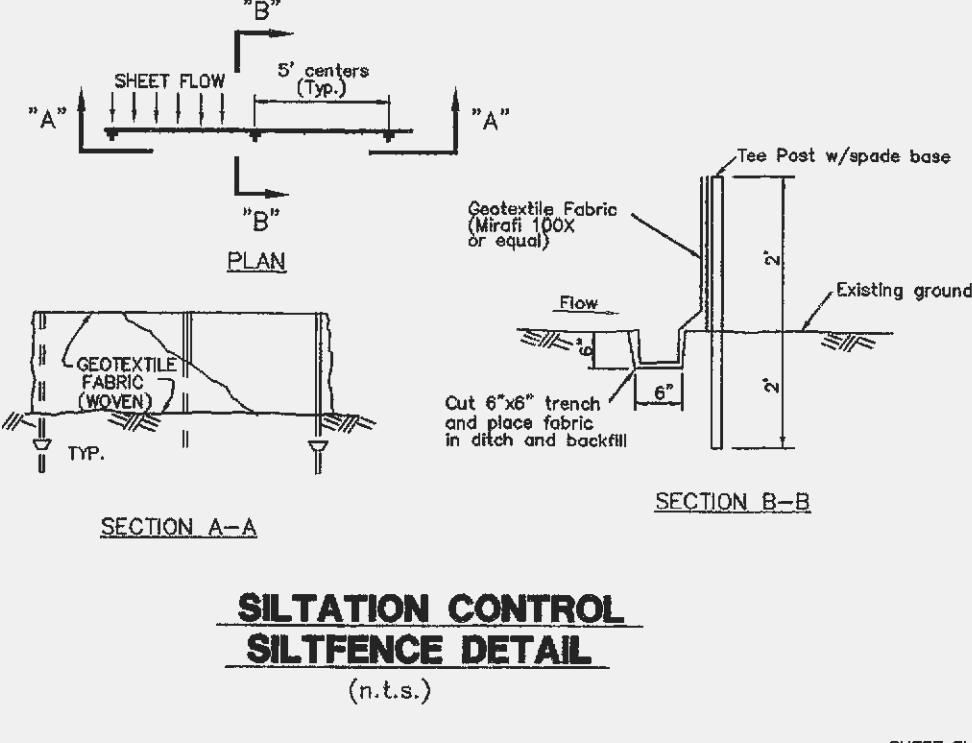 "B"
SHEET FLOW
5' centers
(Typ.)
"A"
"A"
"B"
PLAN
Tee Post w/spade base
Geotextile Fabric
(Mirafi 100X
or equal)
2'
Existing ground
Flow
6"
6"
2'
Cut 6"x6" trench
and place fabric
in ditch and backfill
SECTION B-B
GEOTEXTILE
FABRIC
(WOVEN)
TYP.
SECTION A-A
SILTATION CONTROL
SILTFENCE DETAIL
(n.t.s.)